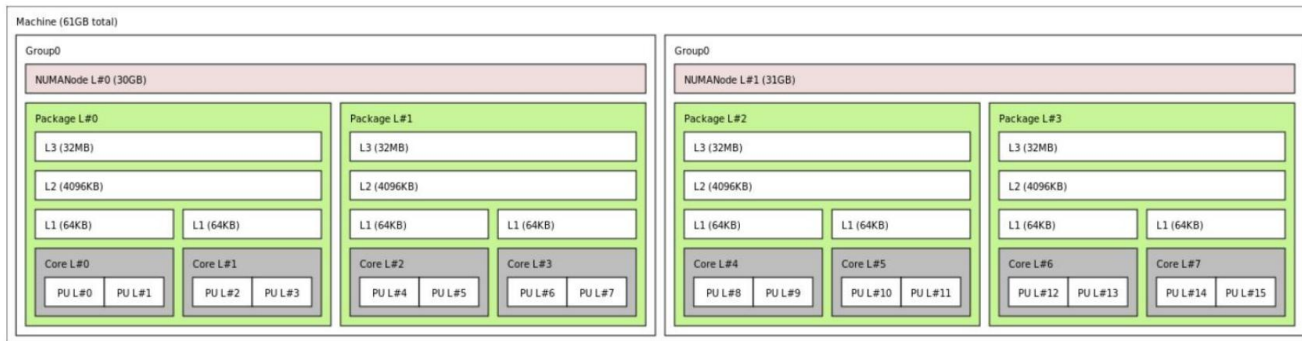 Machine (61GB total)
Group0
NUMANode L#0 (30GB)
Package L#0
L3 (32MB)
L2 (4096KB)
L1 (64KB)
L1 (64KB)
Core L#0
PU L#0
PU L#1
Core L#1
PU L#2
PU L#3
Package L#1
L3 (32MB)
L2 (4096KB)
L1 (64KB)
L1 (64KB)
Core L#2
PU L#4
PU L#5
Core L#3
PU L#6
PU L#7
Group0
NUMANode L#1 (31GB)
Package L#2
L3 (32MB)
L2 (4096KB)
L1 (64KB)
L1 (64KB)
Core L#4
PU L#8
PU L#9
Core L#5
PU L#10
PU L#11
Package L#3
L3 (32MB)
L2 (4096KB)
L1 (64KB)
L1 (64KB)
Core L#6
PU L#12
PU L#13
Core L#7
PU L#14
PU L#15